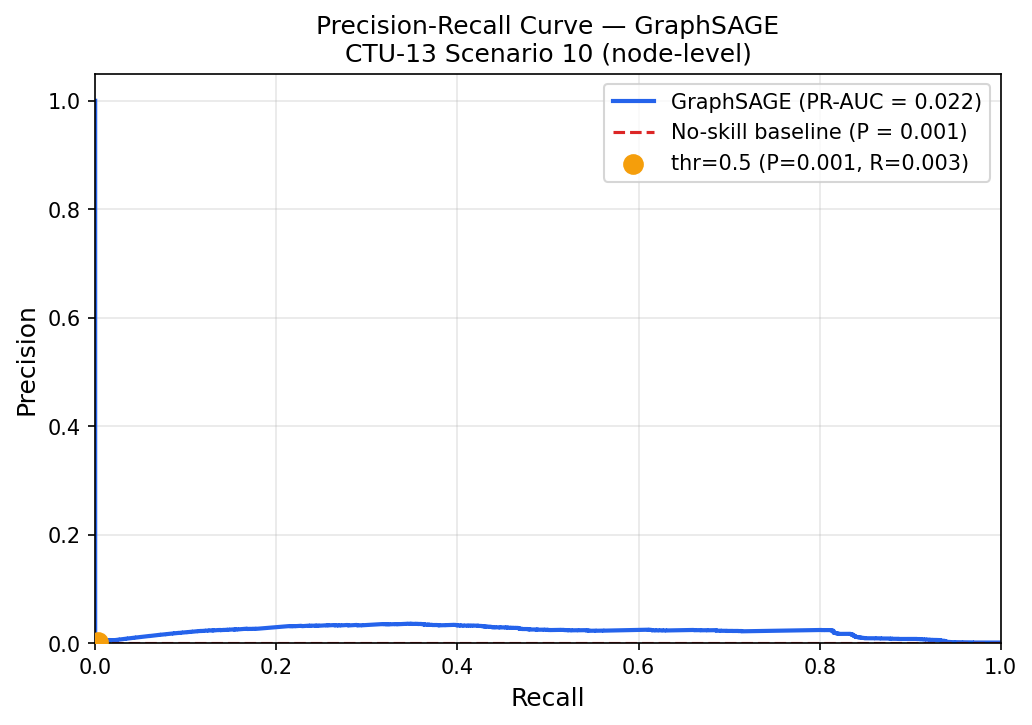 Precision-Recall Curve — GraphSAGE
CTU-13 Scenario 10 (node-level)
GraphSAGE (PR-AUC = 0.022)
No-skill baseline (P = 0.001)
thr=0.5 (P=0.001, R=0.003)
Precision
1.0
0.8
0.6
0.4
0.2
0.0
0.0 0.2 0.4 0.6 0.8 1.0
Recall